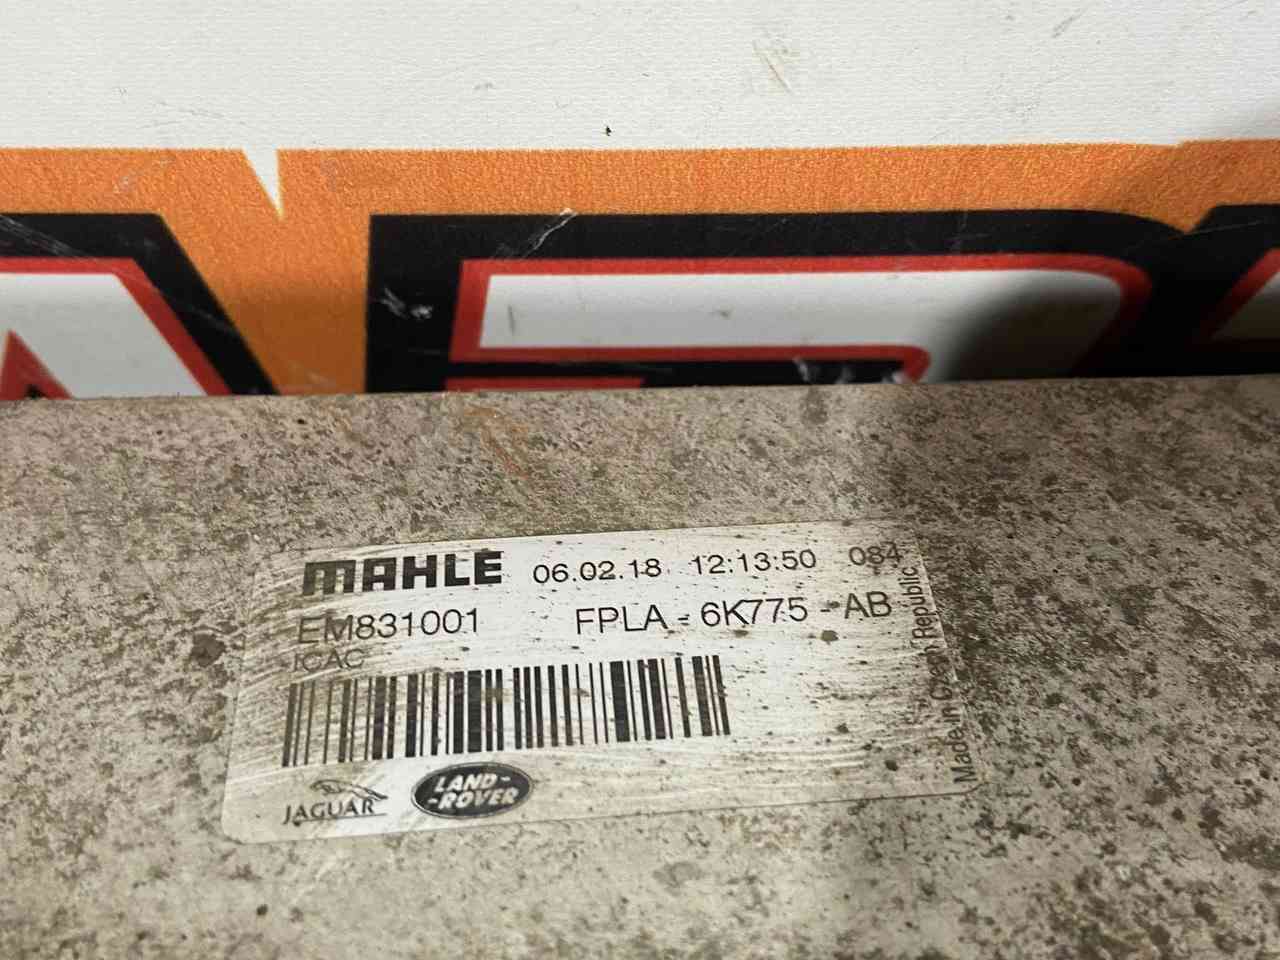 MAHLE 06.02.18 12:13:50 084
EM831001 FPLA - 6K775 - AB
ICAC
JAGUAR
LAND-
-ROVER
Made in Czech Republic